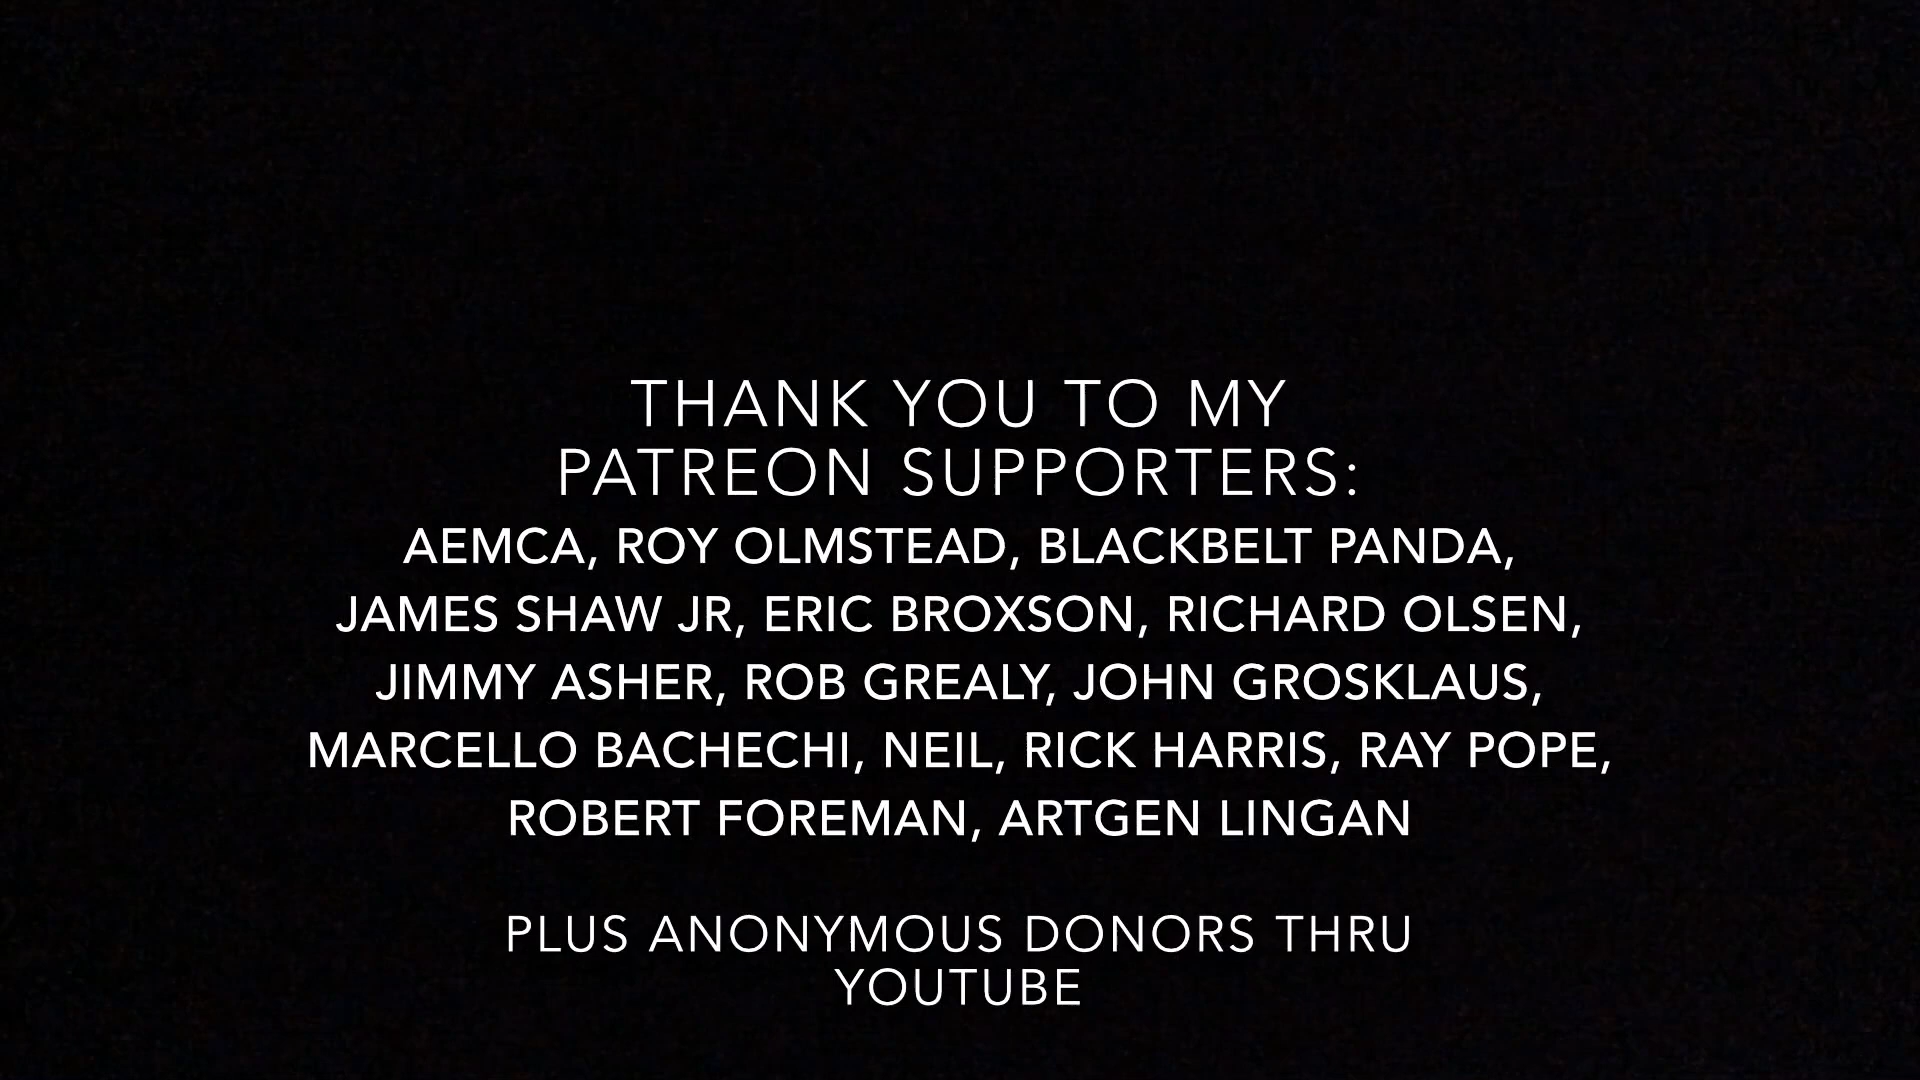 THANK YOU TO MY
PATREON SUPPORTERS:
AEMCA, ROY OLMSTEAD, BLACKBELT PANDA,
JAMES SHAW JR, ERIC BROXSON, RICHARD OLSEN,
JIMMY ASHER, ROB GREALY, JOHN GROSKLAUS,
MARCELLO BACHECHI, NEIL, RICK HARRIS, RAY POPE,
ROBERT FOREMAN, ARTGEN LINGAN
PLUS ANONYMOUS DONORS THRU
YOUTUBE